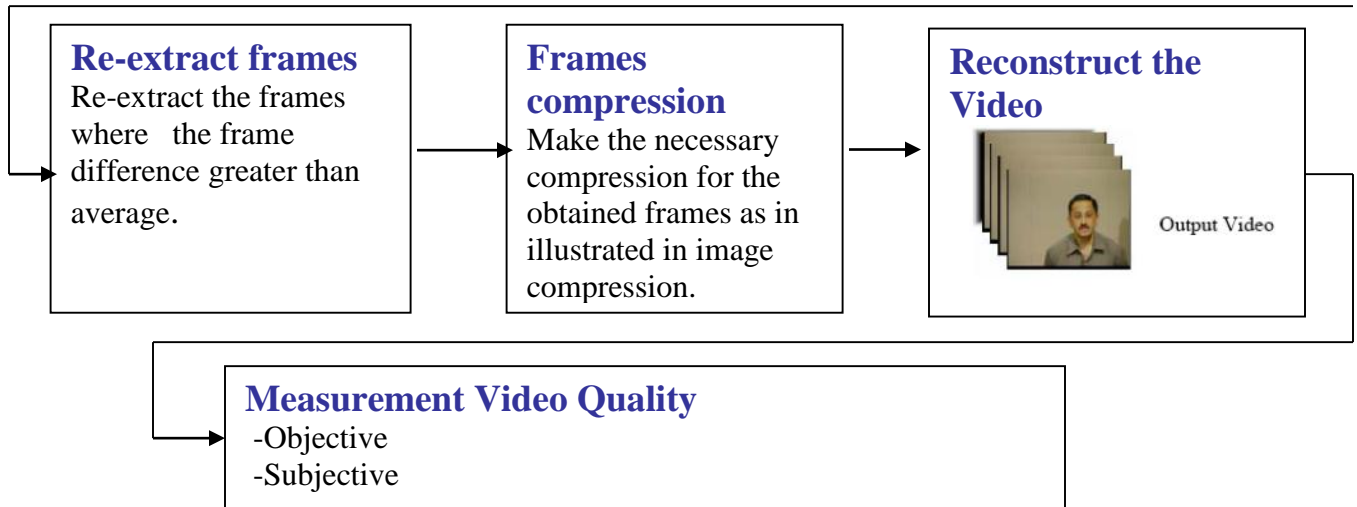 Re-extract frames
Re-extract the frames
where the frame
difference greater than
average.
Frames
compression
Make the necessary
compression for the
obtained frames as in
illustrated in image
compression.
Reconstruct the
Video
Output Video
Measurement Video Quality
-Objective
-Subjective